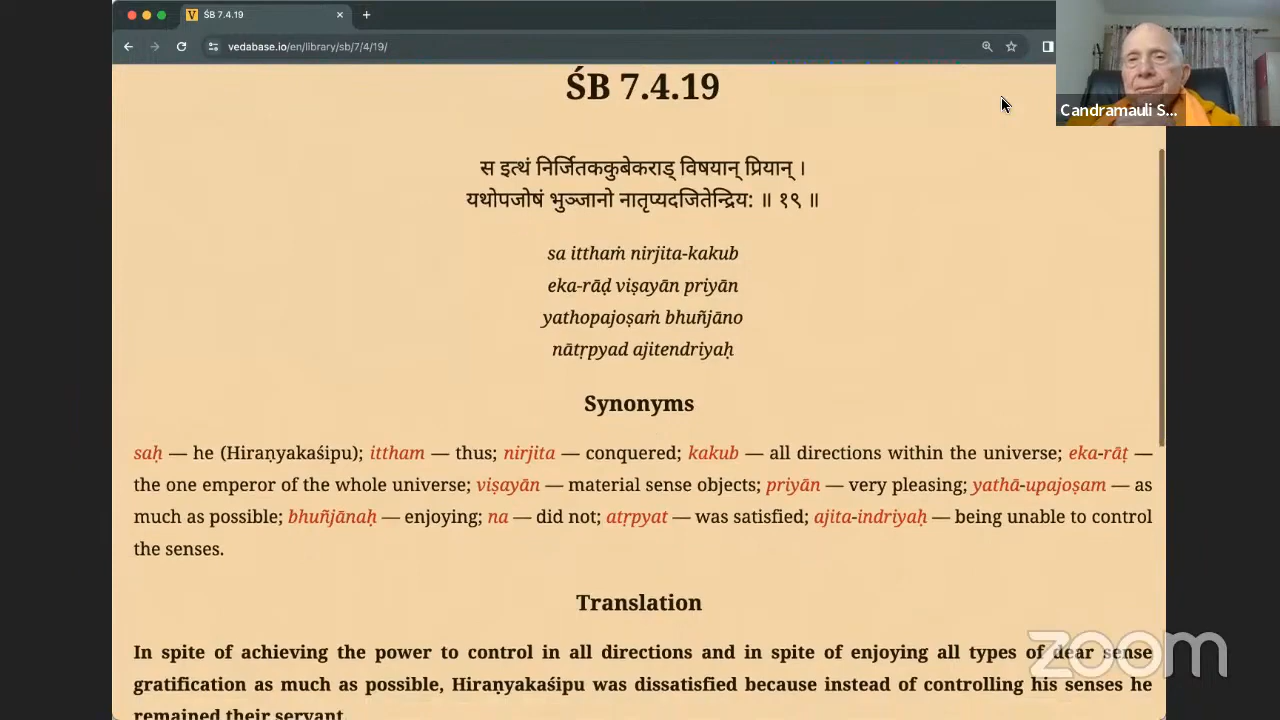 ŚB 7.4.19
vedabase.io/en/library/sb/7/4/19/
Candramauli S...
ŚB 7.4.19
स इत्थं निर्जितककुबेकराड् विषयान् प्रियान् ।
यथोपजोषं भुञ्जानो नातृप्यदजितेन्द्रिय: ॥ १९ ॥
sa itthaṁ nirjita-kakub
eka-rāḍ viṣayān priyān
yathopajoṣaṁ bhuñjāno
nātṛpyad ajitendriyaḥ
Synonyms
saḥ — he (Hiraṇyakaśipu); ittham — thus; nirjita — conquered; kakub — all directions within the universe; eka-rāṭ —
the one emperor of the whole universe; viṣayān — material sense objects; priyān — very pleasing; yathā-upajoṣam — as
much as possible; bhuñjānaḥ — enjoying; na — did not; atṛpyat — was satisfied; ajita-indriyaḥ — being unable to control
the senses.
Translation
In spite of achieving the power to control in all directions and in spite of enjoying all types of dear sense
gratification as much as possible, Hiraṇyakaśipu was dissatisfied because instead of controlling his senses he
remained their servant.
zoom